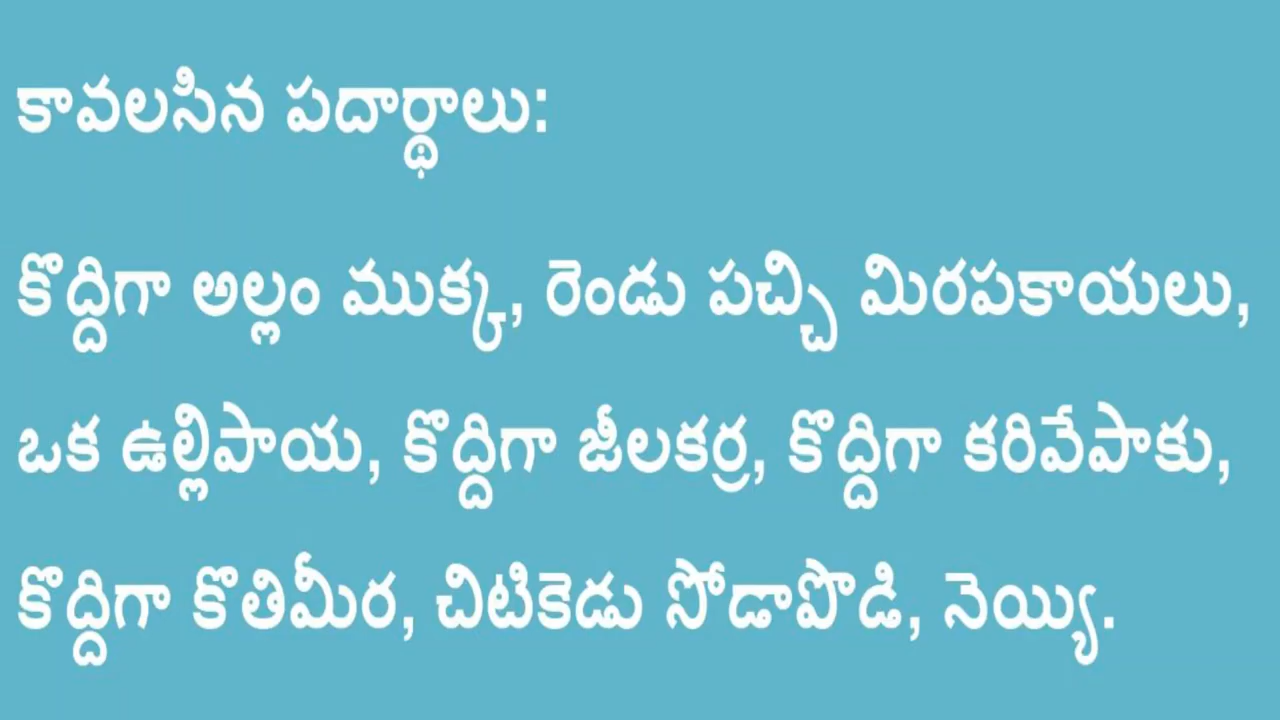 కావలసిన పదార్థాలు:
కొద్దిగా అల్లం ముక్క, రెండు పచ్చి మిరపకాయలు,
ఒక ఉల్లిపాయ, కొద్దిగా జీలకర్ర, కొద్దిగా కరివేపాకు,
కొద్దిగా కొతిమీర, చిటికెడు సోడాపొడి, నెయ్యి.